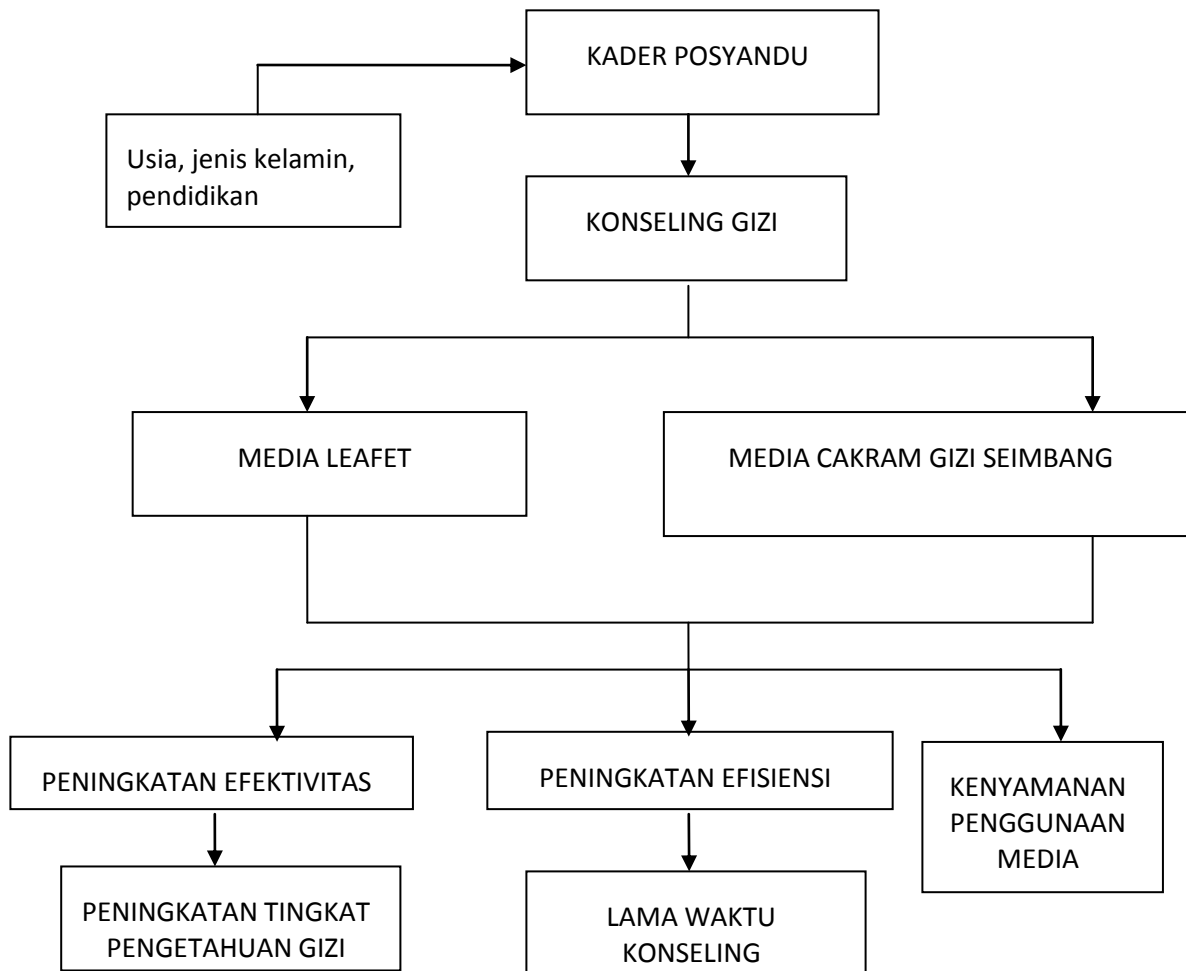 KADER POSYANDU
Usia, jenis kelamin,
pendidikan
KONSELING GIZI
MEDIA LEAFET
MEDIA CAKRAM GIZI SEIMBANG
PENINGKATAN EFEKTIVITAS
PENINGKATAN EFISIENSI
KENYAMANAN
PENGGUNAAN
MEDIA
PENINGKATAN TINGKAT
PENGETAHUAN GIZI
LAMA WAKTU
KONSELING